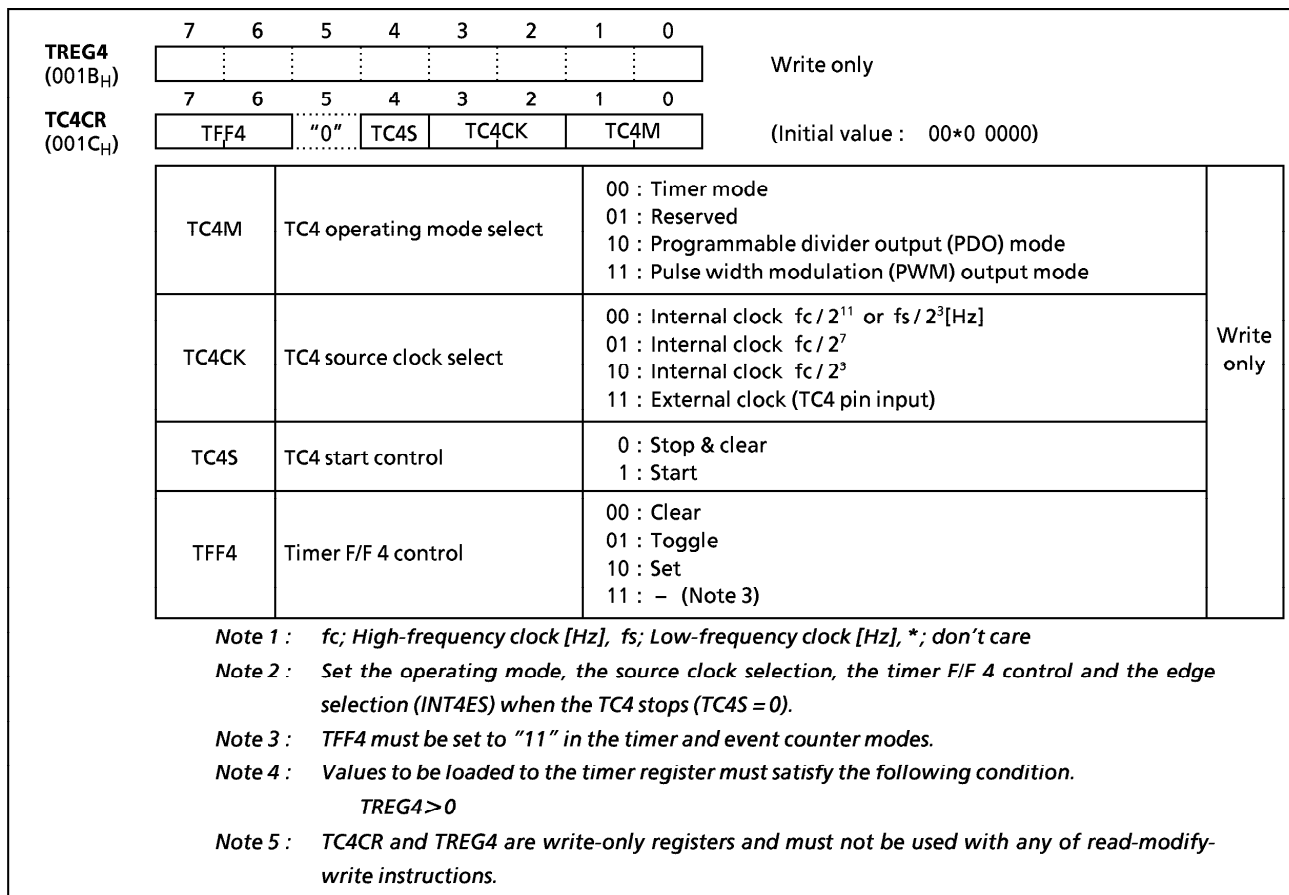 7 6 5 4 3 2 1 0
TREG4
(001BH) Write only
7 6 5 4 3 2 1 0
TC4CR
(001CH) TFF4 "0" TC4S TC4CK TC4M (Initial value : 00*0 0000)
TC4M TC4 operating mode select
00 : Timer mode
01 : Reserved
10 : Programmable divider output (PDO) mode
11 : Pulse width modulation (PWM) output mode
TC4CK TC4 source clock select
00 : Internal clock fc / 2¹¹ or fs / 2³[Hz]
01 : Internal clock fc / 2⁷
10 : Internal clock fc / 2³
11 : External clock (TC4 pin input)
TC4S TC4 start control
0 : Stop & clear
1 : Start
TFF4 Timer F/F 4 control
00 : Clear
01 : Toggle
10 : Set
11 : – (Note 3)
Write
only
Note 1 : fc; High-frequency clock [Hz], fs; Low-frequency clock [Hz], *; don't care
Note 2 : Set the operating mode, the source clock selection, the timer F/F 4 control and the edge
selection (INT4ES) when the TC4 stops (TC4S = 0).
Note 3 : TFF4 must be set to "11" in the timer and event counter modes.
Note 4 : Values to be loaded to the timer register must satisfy the following condition.
TREG4>0
Note 5 : TC4CR and TREG4 are write-only registers and must not be used with any of read-modify-
write instructions.